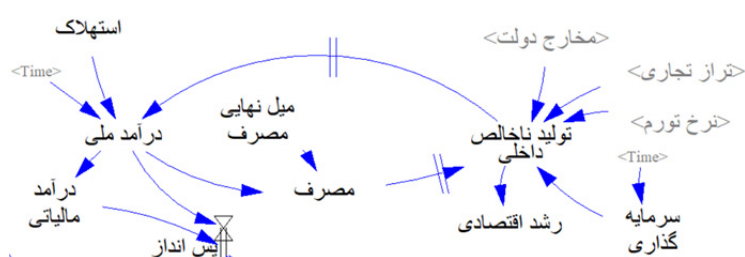 استهلاک
<مخارج دولت>
<Time>
<تراز تجاری>
میل نهایی
مصرف
<نرخ تورم>
درآمد ملی
تولید ناخالص
داخلی
<Time>
درآمد
مالیاتی
مصرف
رشد اقتصادی
سرمایه
گذاری
پس انداز